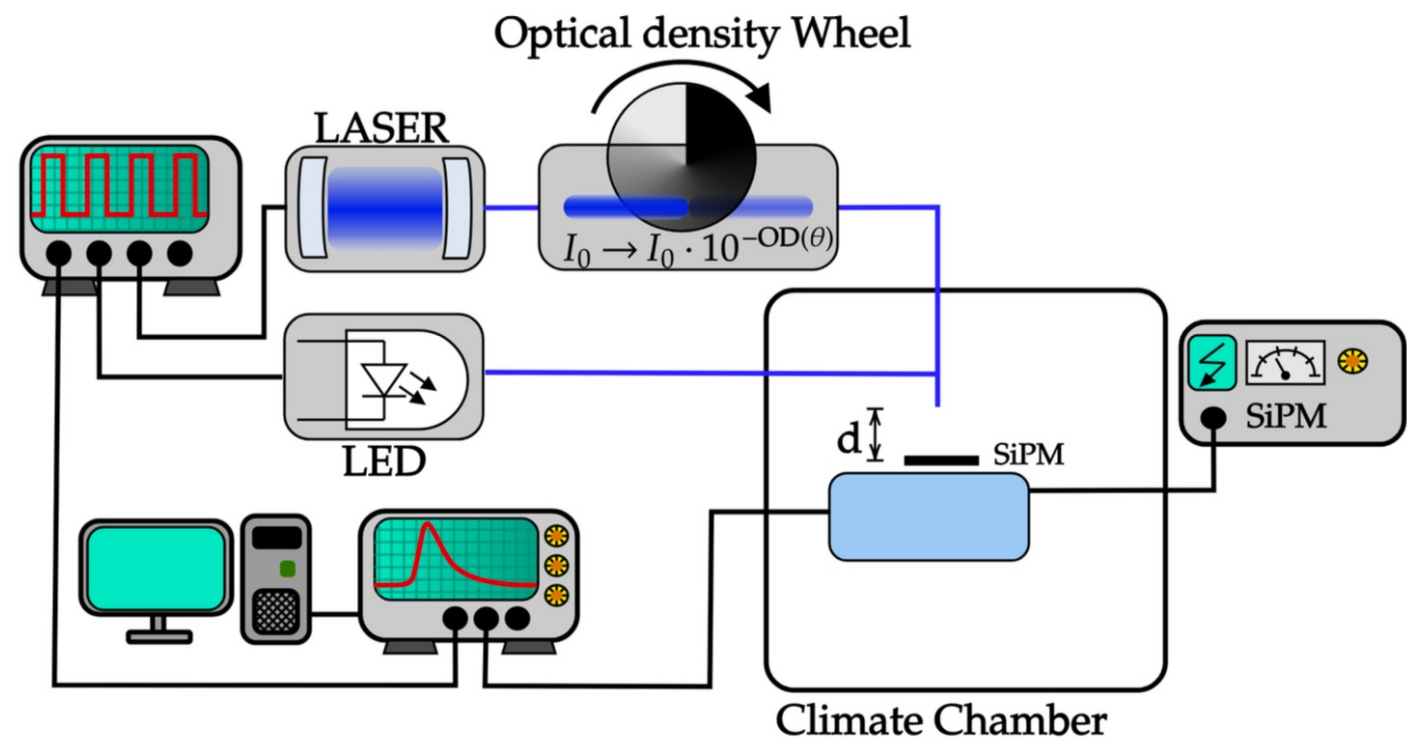 Optical density Wheel
LASER
I₀ → I₀ · 10^{−OD(θ)}
LED
d
SiPM
SiPM
Climate Chamber